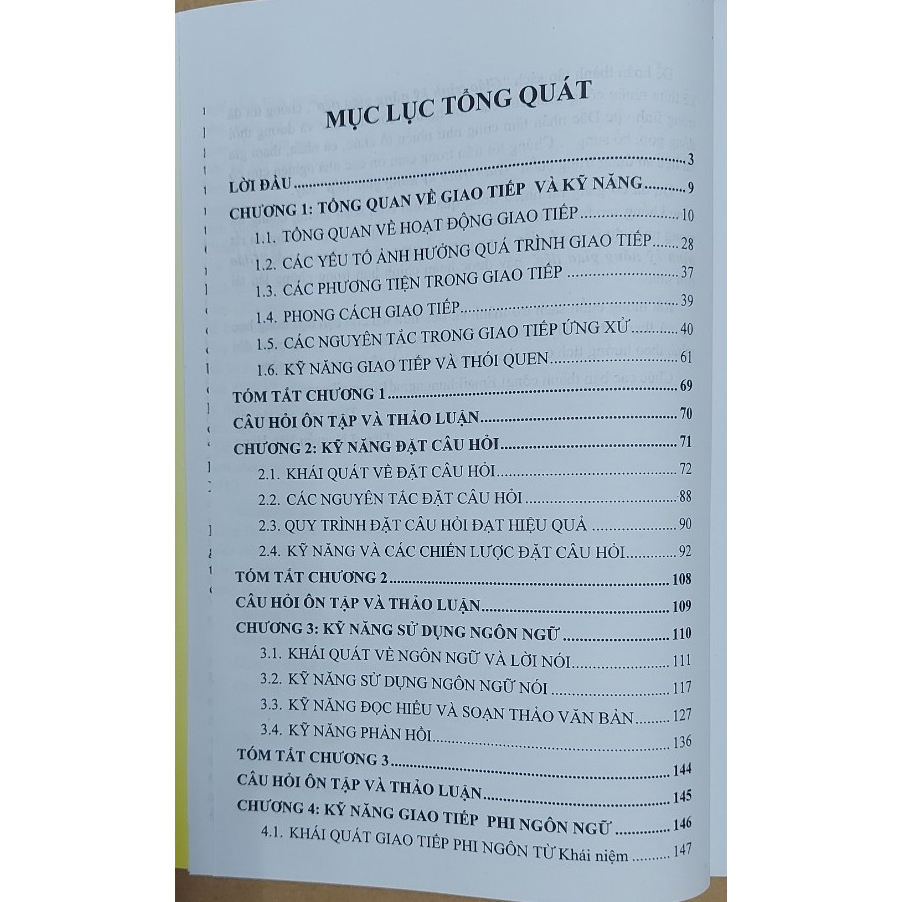 MỤC LỤC TỔNG QUÁT
LỜI ĐẦU ........ 3
CHƯƠNG 1: TỔNG QUAN VỀ GIAO TIẾP VÀ KỸ NĂNG ........ 9
1.1. TỔNG QUAN VỀ HOẠT ĐỘNG GIAO TIẾP ........ 10
1.2. CÁC YẾU TỐ ẢNH HƯỞNG QUÁ TRÌNH GIAO TIẾP ........ 28
1.3. CÁC PHƯƠNG TIỆN TRONG GIAO TIẾP ........ 37
1.4. PHONG CÁCH GIAO TIẾP ........ 39
1.5. CÁC NGUYÊN TẮC TRONG GIAO TIẾP ỨNG XỬ ........ 40
1.6. KỸ NĂNG GIAO TIẾP VÀ THÓI QUEN ........ 61
TÓM TẮT CHƯƠNG 1 ........ 69
CÂU HỎI ÔN TẬP VÀ THẢO LUẬN ........ 70
CHƯƠNG 2: KỸ NĂNG ĐẶT CÂU HỎI ........ 71
2.1. KHÁI QUÁT VỀ ĐẶT CÂU HỎI ........ 72
2.2. CÁC NGUYÊN TẮC ĐẶT CÂU HỎI ........ 88
2.3. QUY TRÌNH ĐẶT CÂU HỎI ĐẠT HIỆU QUẢ ........ 90
2.4. KỸ NĂNG VÀ CÁC CHIẾN LƯỢC ĐẶT CÂU HỎI ........ 92
TÓM TẮT CHƯƠNG 2 ........ 108
CÂU HỎI ÔN TẬP VÀ THẢO LUẬN ........ 109
CHƯƠNG 3: KỸ NĂNG SỬ DỤNG NGÔN NGỮ ........ 110
3.1. KHÁI QUÁT VỀ NGÔN NGỮ VÀ LỜI NÓI ........ 111
3.2. KỸ NĂNG SỬ DỤNG NGÔN NGỮ NÓI ........ 117
3.3. KỸ NĂNG ĐỌC HIỂU VÀ SOẠN THẢO VĂN BẢN ........ 127
3.4. KỸ NĂNG PHẢN HỒI ........ 136
TÓM TẮT CHƯƠNG 3 ........ 144
CÂU HỎI ÔN TẬP VÀ THẢO LUẬN ........ 145
CHƯƠNG 4: KỸ NĂNG GIAO TIẾP PHI NGÔN NGỮ ........ 146
4.1. KHÁI QUÁT GIAO TIẾP PHI NGÔN TỪ Khái niệm ........ 147